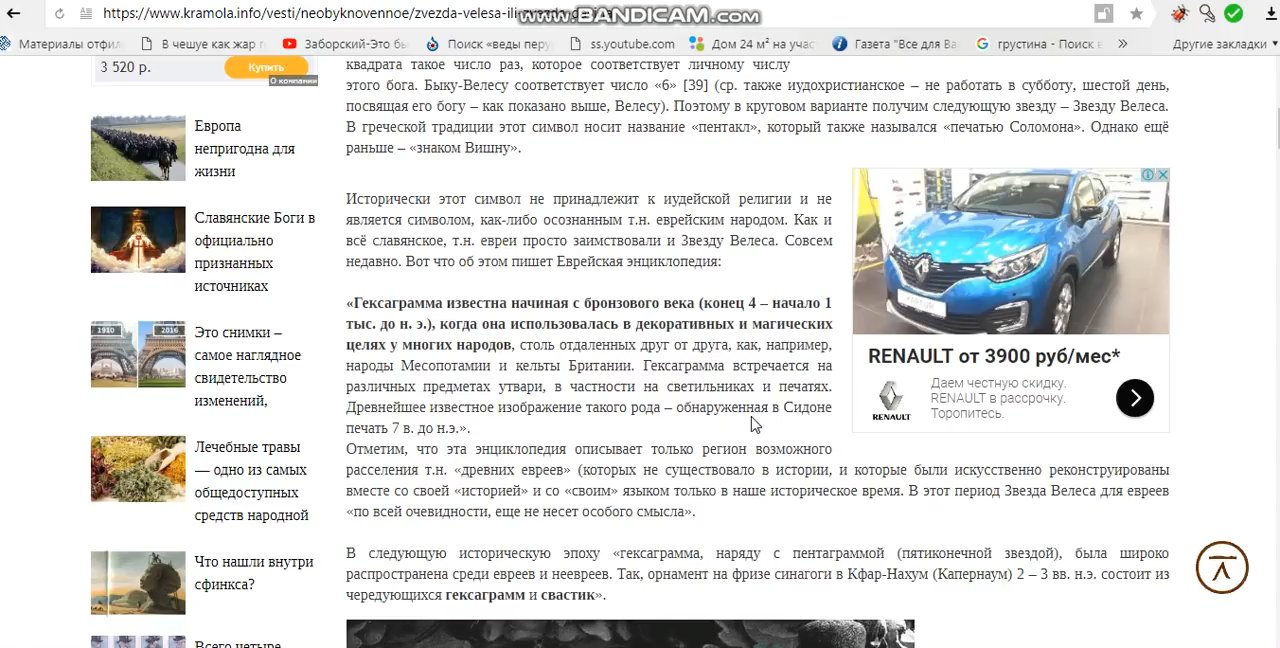 https://www.kramola.info/vesti/neobyknovennoe/zvezda-velesa-ili
www.BANDICAM.com
Материалы отфил
В чешуе как жар г
Заборский-Это бы
Поиск «веды перу
ss.youtube.com
Дом 24 м² на учас
Газета "Все для Ва
грустина - Поиск в
Другие закладки
3 520 р.
Купить
О компании
Европа
непригодна для
жизни
Славянские Боги в
официально
признанных
источниках
1910
2016
Это снимки –
самое наглядное
свидетельство
изменений,
Лечебные травы
— одно из самых
общедоступных
средств народной
Что нашли внутри
сфинкса?
Всего четыре
квадрата такое число раз, которое соответствует личному числу
этого бога. Быку-Велесу соответствует число «6» [39] (ср. также иудохристианское – не работать в субботу, шестой день,
посвящая его богу – как показано выше, Велесу). Поэтому в круговом варианте получим следующую звезду – Звезду Велеса.
В греческой традиции этот символ носит название «пентакл», который также назывался «печатью Соломона». Однако ещё
раньше – «знаком Вишну».
Исторически этот символ не принадлежит к иудейской религии и не
является символом, как-либо осознанным т.н. еврейским народом. Как и
всё славянское, т.н. евреи просто заимствовали и Звезду Велеса. Совсем
недавно. Вот что об этом пишет Еврейская энциклопедия:
«Гексаграмма известна начиная с бронзового века (конец 4 – начало 1
тыс. до н. э.), когда она использовалась в декоративных и магических
целях у многих народов, столь отдаленных друг от друга, как, например,
народы Месопотамии и кельты Британии. Гексаграмма встречается на
различных предметах утвари, в частности на светильниках и печатях.
Древнейшее известное изображение такого рода – обнаруженная в Сидоне
печать 7 в. до н.э.».
Отметим, что эта энциклопедия описывает только регион возможного
расселения т.н. «древних евреев» (которых не существовало в истории, и которые были искусственно реконструированы
вместе со своей «историей» и со «своим» языком только в наше историческое время. В этот период Звезда Велеса для евреев
«по всей очевидности, еще не несет особого смысла».
В следующую историческую эпоху «гексаграмма, наряду с пентаграммой (пятиконечной звездой), была широко
распространена среди евреев и неевреев. Так, орнамент на фризе синагоги в Кфар-Нахум (Капернаум) 2 – 3 вв. н.э. состоит из
чередующихся гексаграмм и свастик».
RENAULT от 3900 руб/мес*
Даем честную скидку.
RENAULT в рассрочку.
Торопитесь.
RENAULT